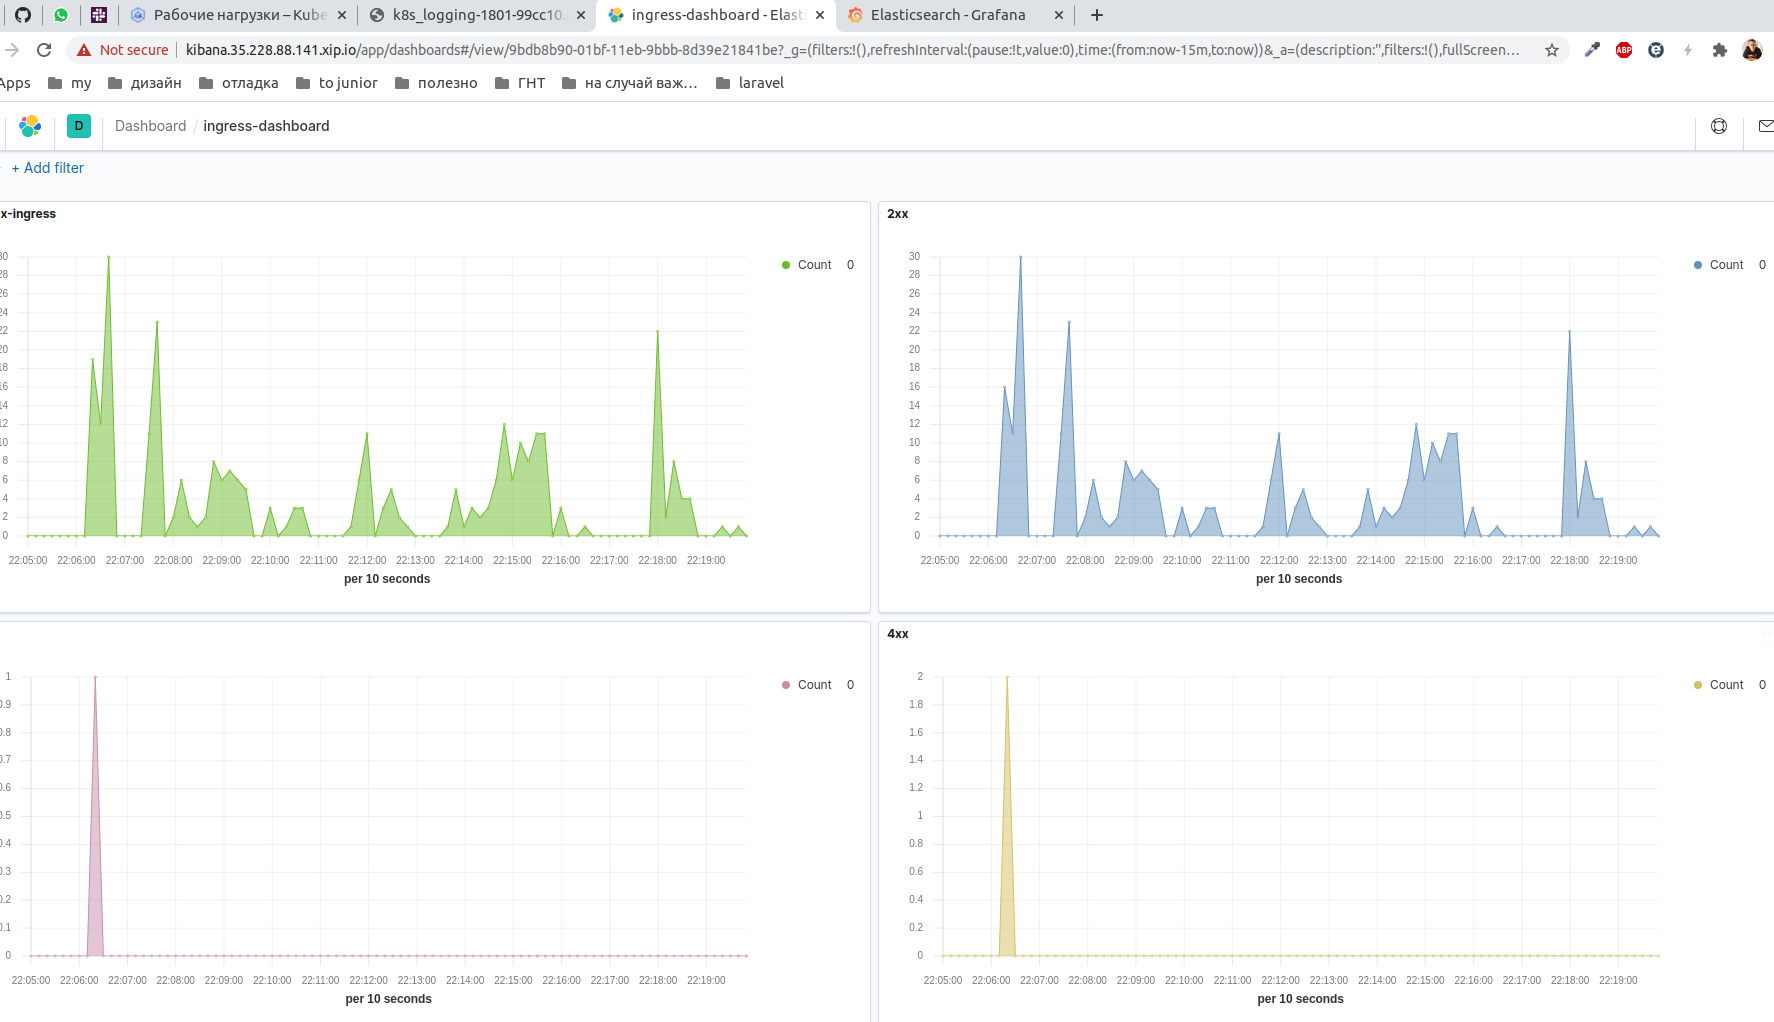 Рабочие нагрузки – Kube
k8s_logging-1801-99cc10.
ingress-dashboard - Elast
Elasticsearch - Grafana
Not secure
kibana.35.228.88.141.xip.io/app/dashboards#/view/9bdb8b90-01bf-11eb-9bbb-8d39e21841be?_g=(filters:!(),refreshInterval:(pause:!t,value:0),time:(from:now-15m,to:now))&_a=(description:'',filters:!(),fullScreen…
ABP
Apps my дизайн отладка to junior полезно ГНТ на случай важ… laravel
D Dashboard / ingress-dashboard
+ Add filter
x-ingress
30
28
26
24
22
20
18
16
14
12
10
8
6
4
2
0
22:05:00 22:06:00 22:07:00 22:08:00 22:09:00 22:10:00 22:11:00 22:12:00 22:13:00 22:14:00 22:15:00 22:16:00 22:17:00 22:18:00 22:19:00
per 10 seconds
Count 0
2xx
30
28
26
24
22
20
18
16
14
12
10
8
6
4
2
0
22:05:00 22:06:00 22:07:00 22:08:00 22:09:00 22:10:00 22:11:00 22:12:00 22:13:00 22:14:00 22:15:00 22:16:00 22:17:00 22:18:00 22:19:00
per 10 seconds
Count 0
1
0.9
0.8
0.7
0.6
0.5
0.4
0.3
0.2
0.1
0
22:05:00 22:06:00 22:07:00 22:08:00 22:09:00 22:10:00 22:11:00 22:12:00 22:13:00 22:14:00 22:15:00 22:16:00 22:17:00 22:18:00 22:19:00
per 10 seconds
Count 0
4xx
2
1.8
1.6
1.4
1.2
1
0.8
0.6
0.4
0.2
0
22:05:00 22:06:00 22:07:00 22:08:00 22:09:00 22:10:00 22:11:00 22:12:00 22:13:00 22:14:00 22:15:00 22:16:00 22:17:00 22:18:00 22:19:00
per 10 seconds
Count 0